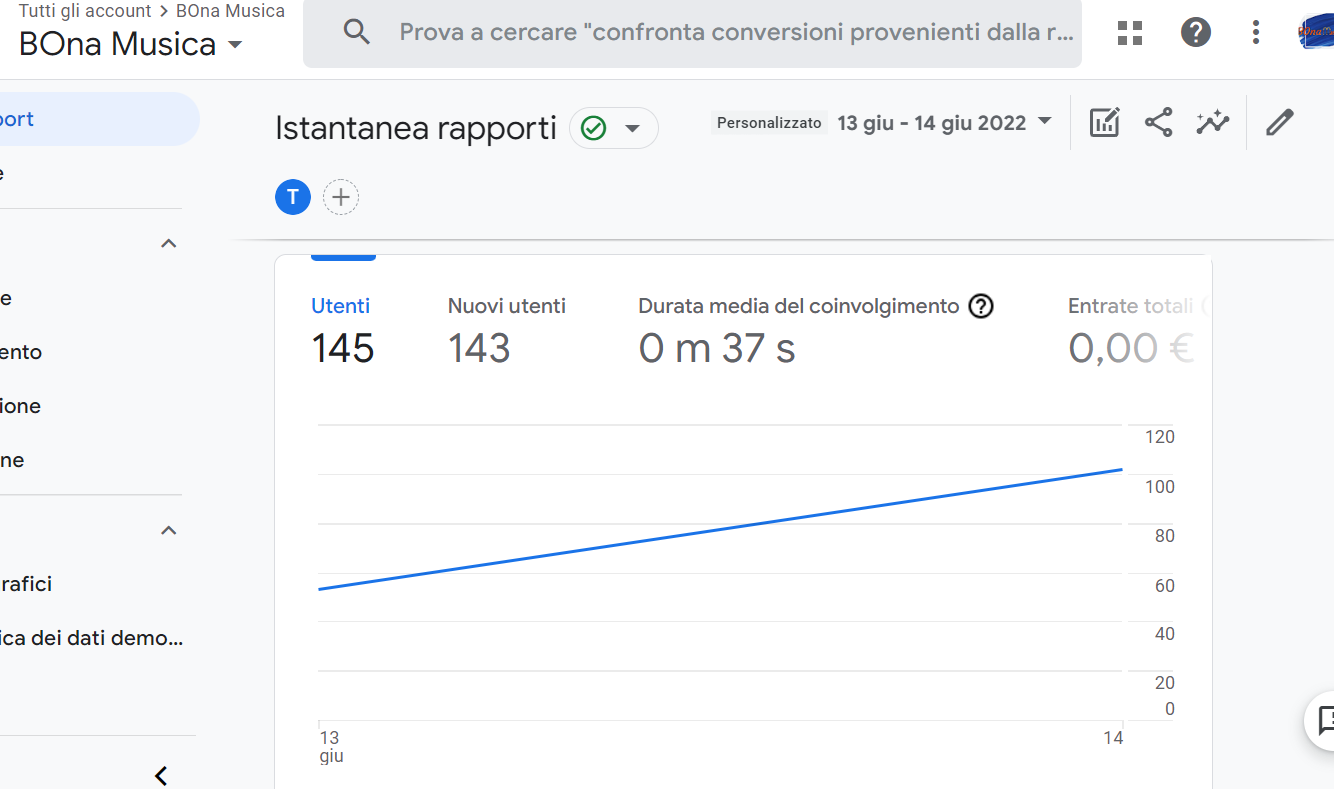 Tutti gli account > BOna Musica
BOna Musica
Prova a cercare "confronta conversioni provenienti dalla r...
ort
e
Istantanea rapporti
Personalizzato 13 giu - 14 giu 2022
T
e
ento
ione
ne
rafici
ica dei dati demo...
Utenti
145
Nuovi utenti
143
Durata media del coinvolgimento
0 m 37 s
Entrate totali
0,00 €
120
100
80
60
40
20
0
13
giu
14